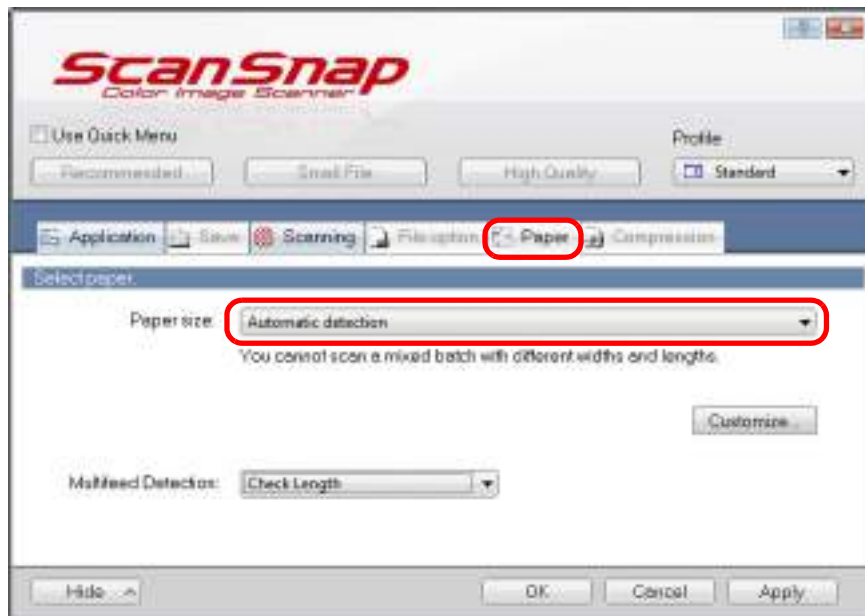 ScanSnap
Color Image Scanner
Use Quick Menu
Profile
Recommended
Small File
High Quality
Standard
Application
Save
Scanning
File option
Paper
Compression
Select paper.
Paper size:
Automatic detection
You cannot scan a mixed batch with different widths and lengths.
Customize...
Multifeed Detection:
Check Length
Hide
OK
Cancel
Apply